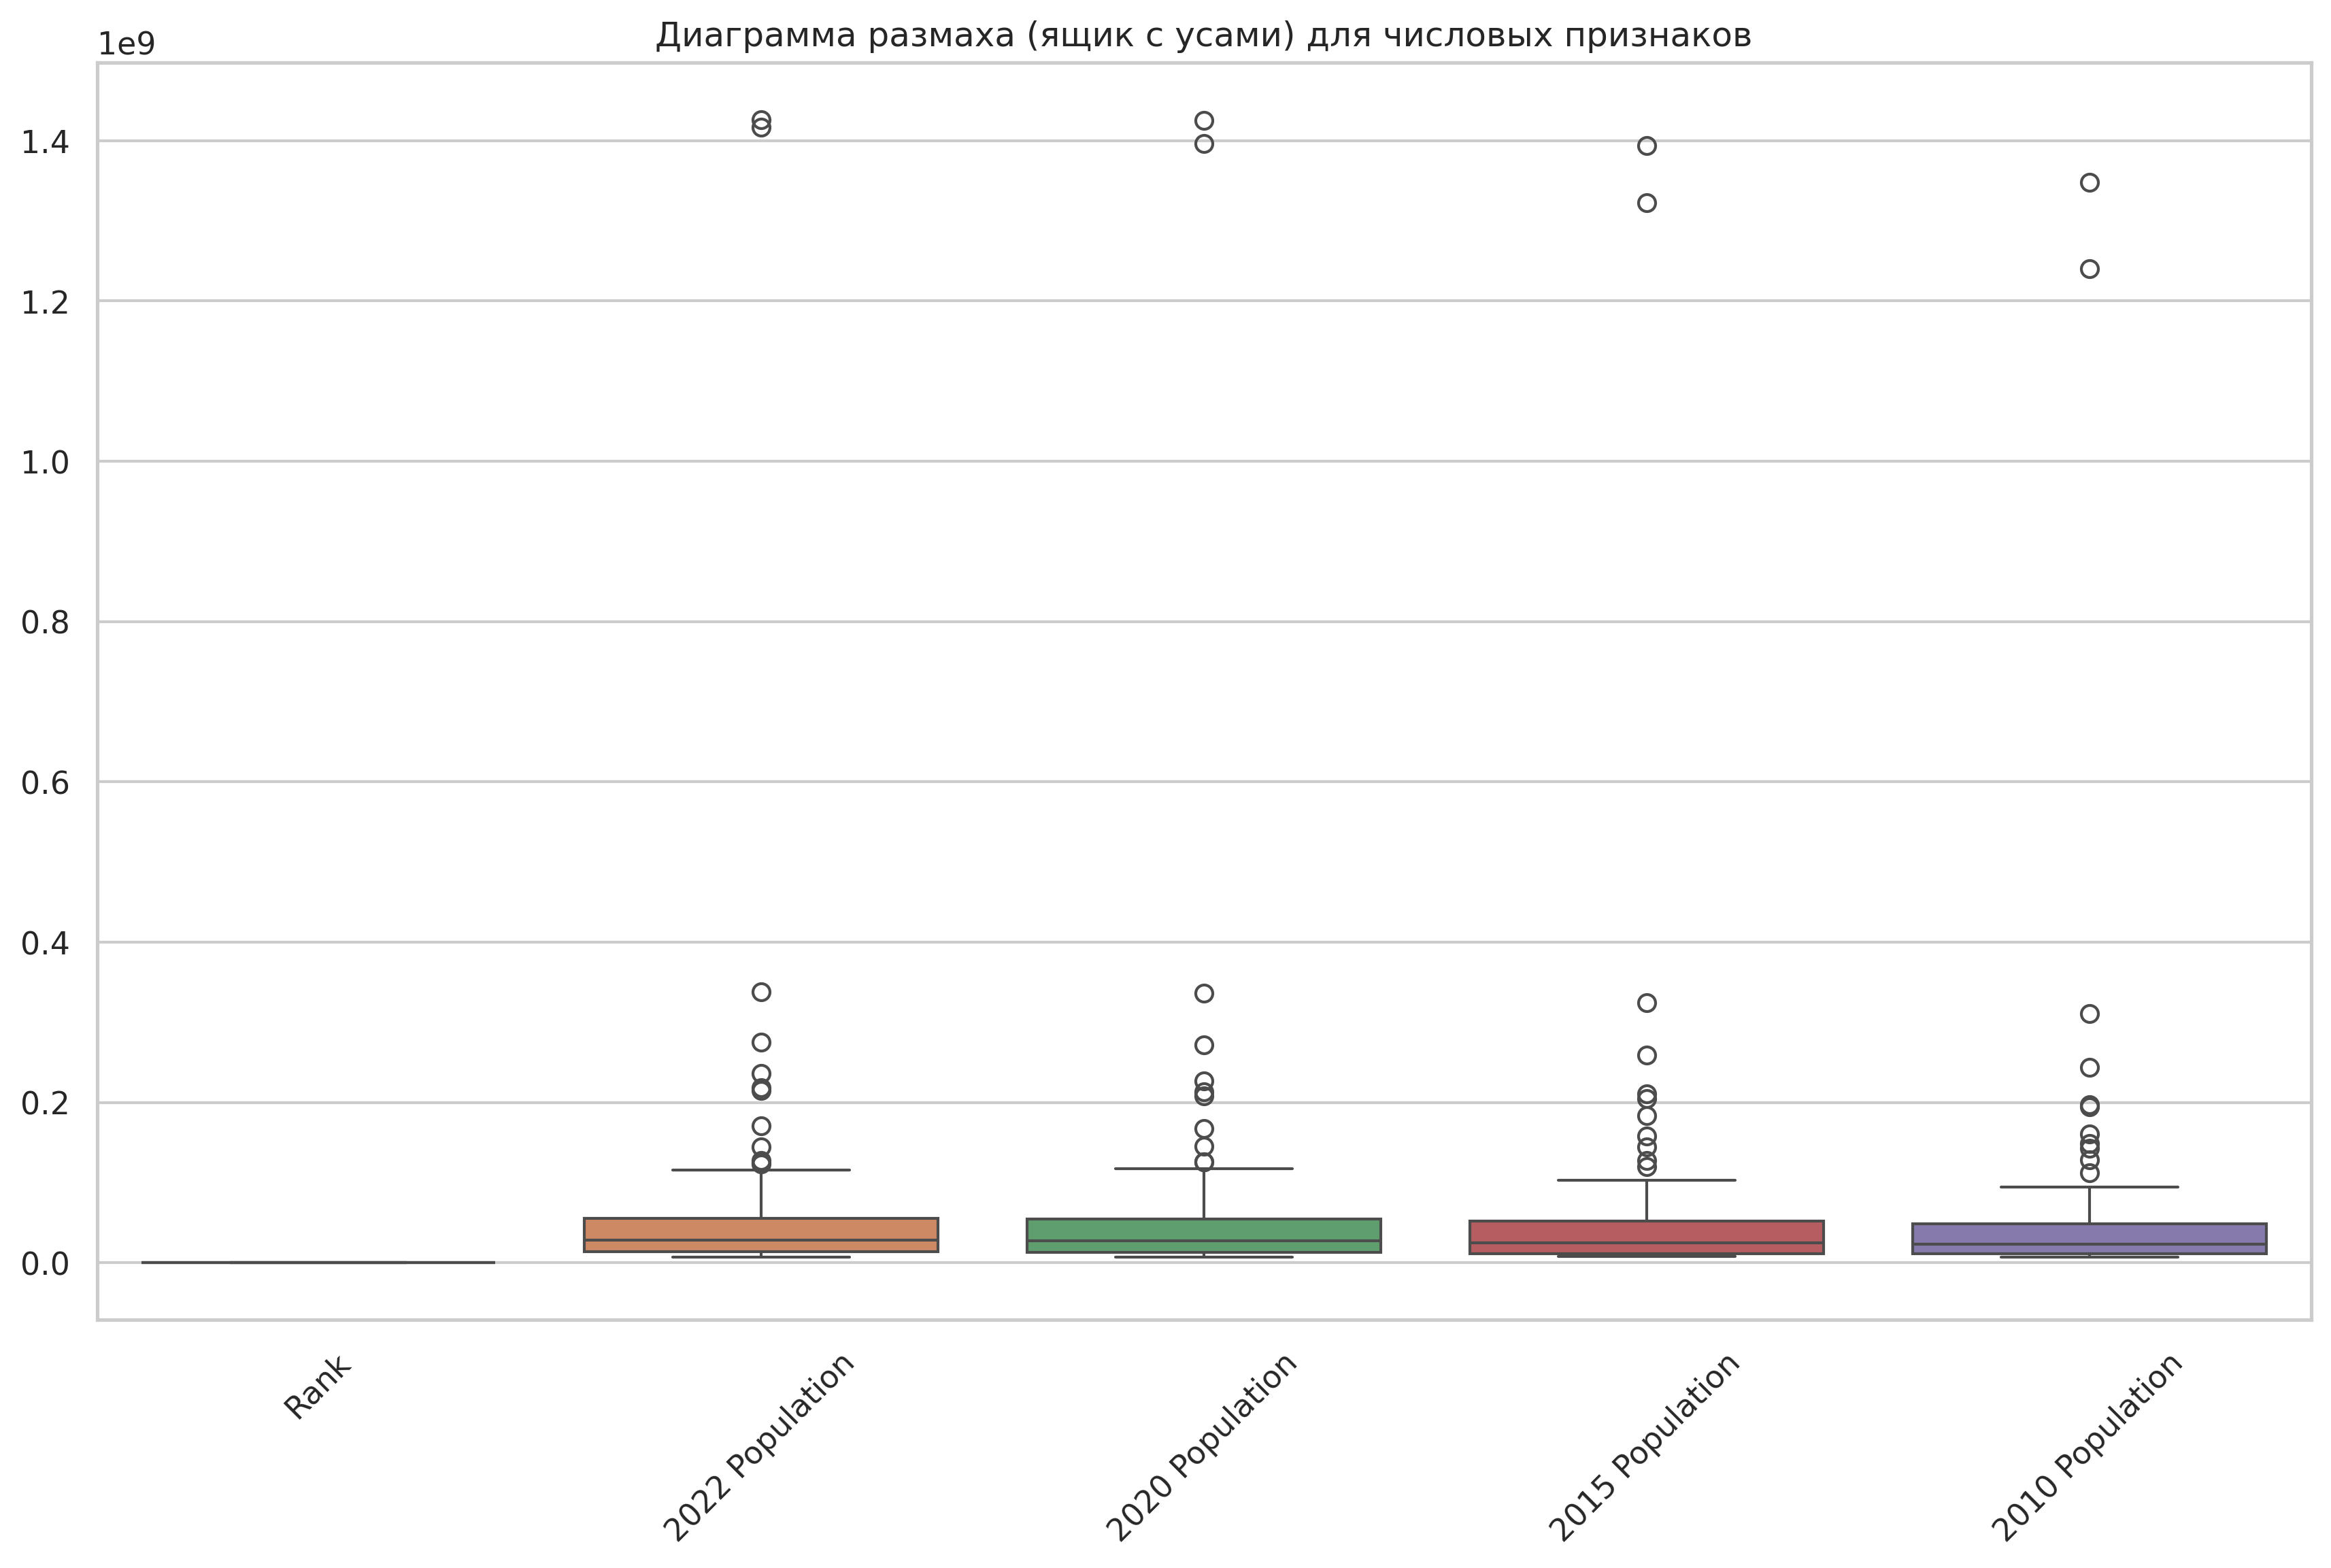 Диаграмма размаха (ящик с усами) для числовых признаков
1e9
1.4
1.2
1.0
0.8
0.6
0.4
0.2
0.0
Rank
2022 Population
2020 Population
2015 Population
2010 Population